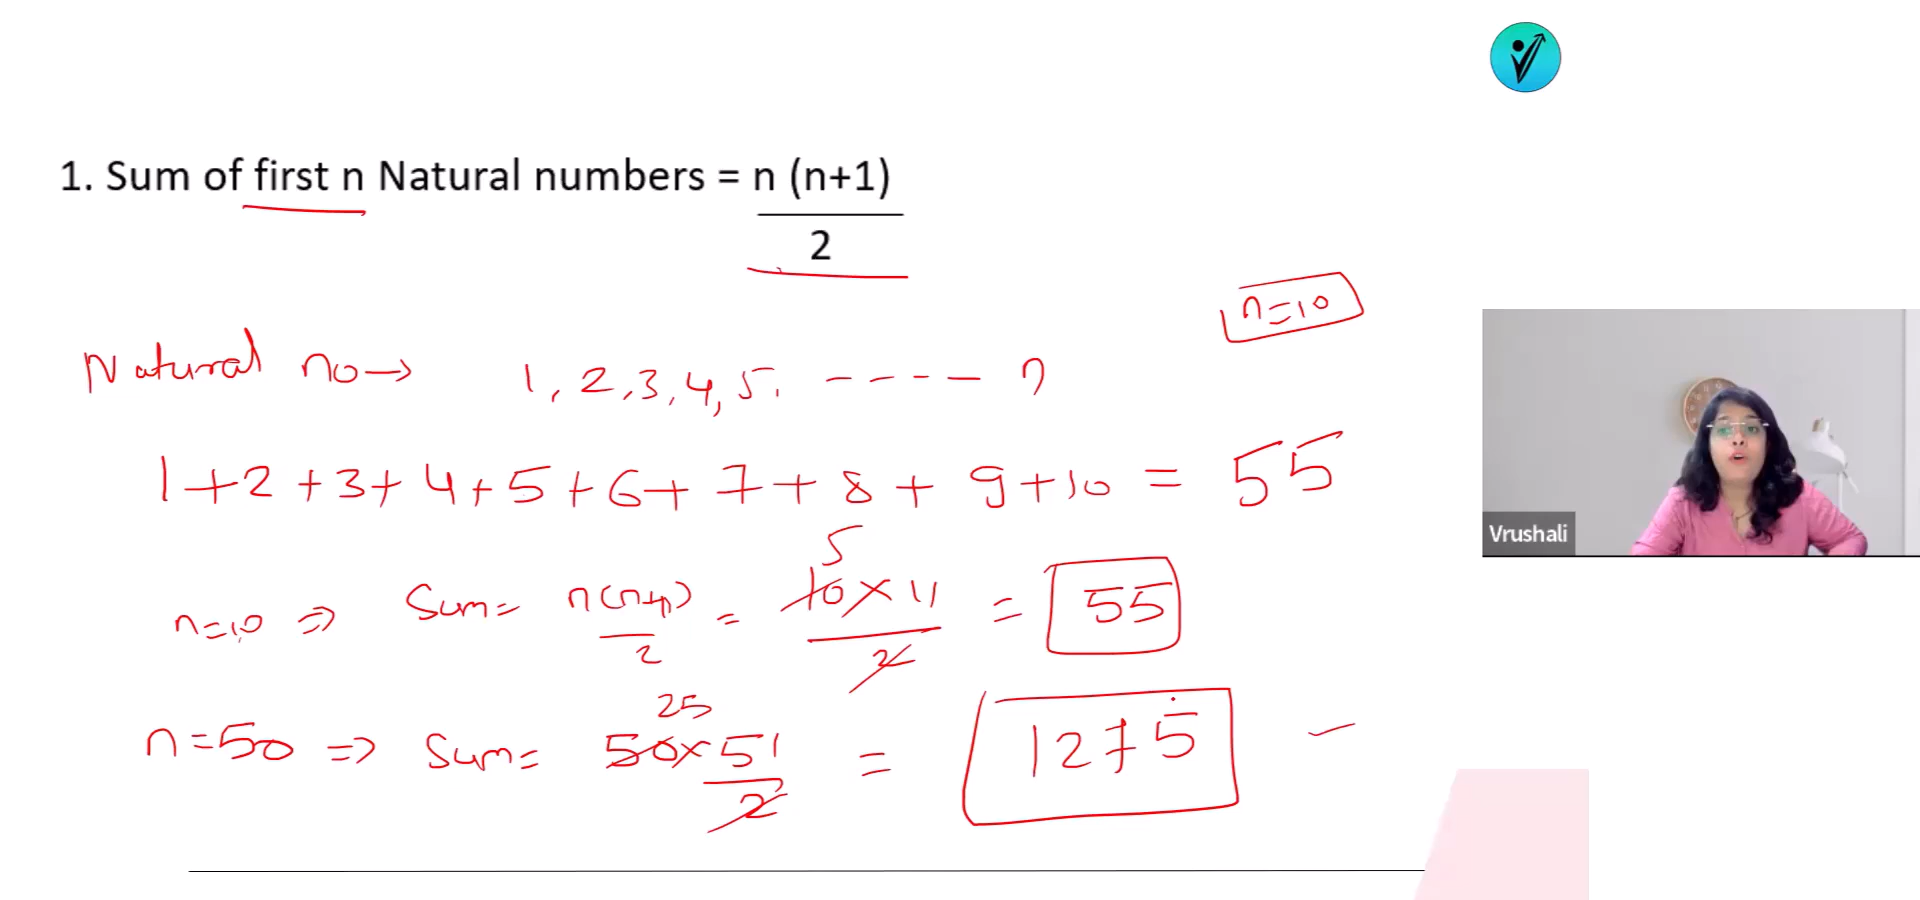 1. Sum of first n Natural numbers = n (n+1)
2
n=10
Natural no → 1, 2, 3, 4, 5, ---- n
1+2+3+4+5+6+7+8+9+10 = 55
5
n=10 ⇒ Sum = n(n+1)/2 = 10×11/2 = 55
25
n=50 ⇒ Sum = 50×51/2 = 1275
Vrushali